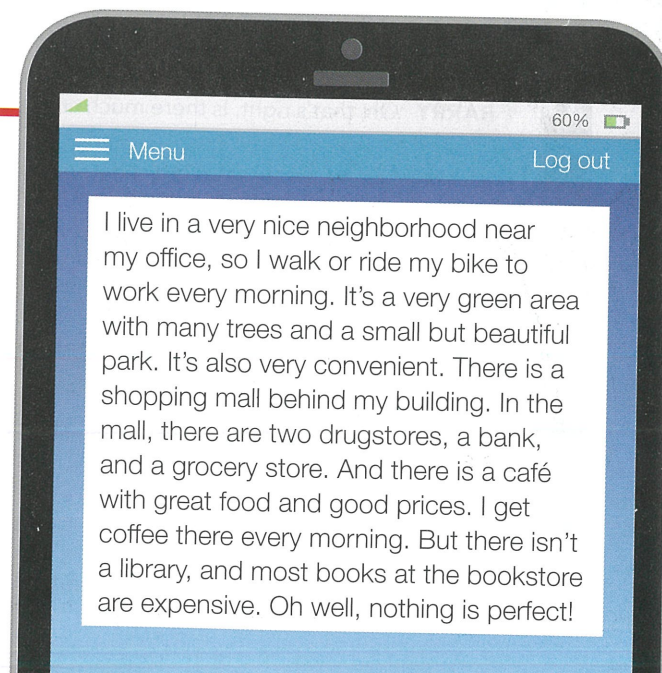 60%
Menu Log out
I live in a very nice neighborhood near
my office, so I walk or ride my bike to
work every morning. It's a very green area
with many trees and a small but beautiful
park. It's also very convenient. There is a
shopping mall behind my building. In the
mall, there are two drugstores, a bank,
and a grocery store. And there is a café
with great food and good prices. I get
coffee there every morning. But there isn't
a library, and most books at the bookstore
are expensive. Oh well, nothing is perfect!